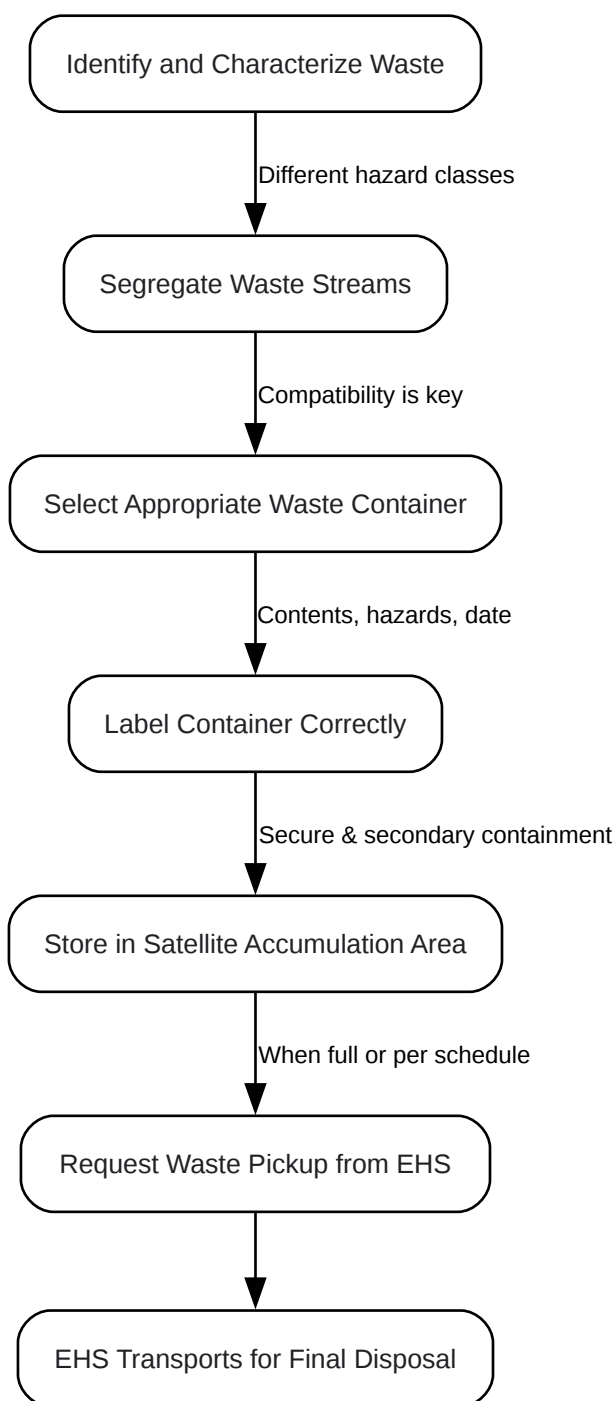 Identify and Characterize Waste
Different hazard classes
Segregate Waste Streams
Compatibility is key
Select Appropriate Waste Container
Contents, hazards, date
Label Container Correctly
Secure & secondary containment
Store in Satellite Accumulation Area
When full or per schedule
Request Waste Pickup from EHS
EHS Transports for Final Disposal